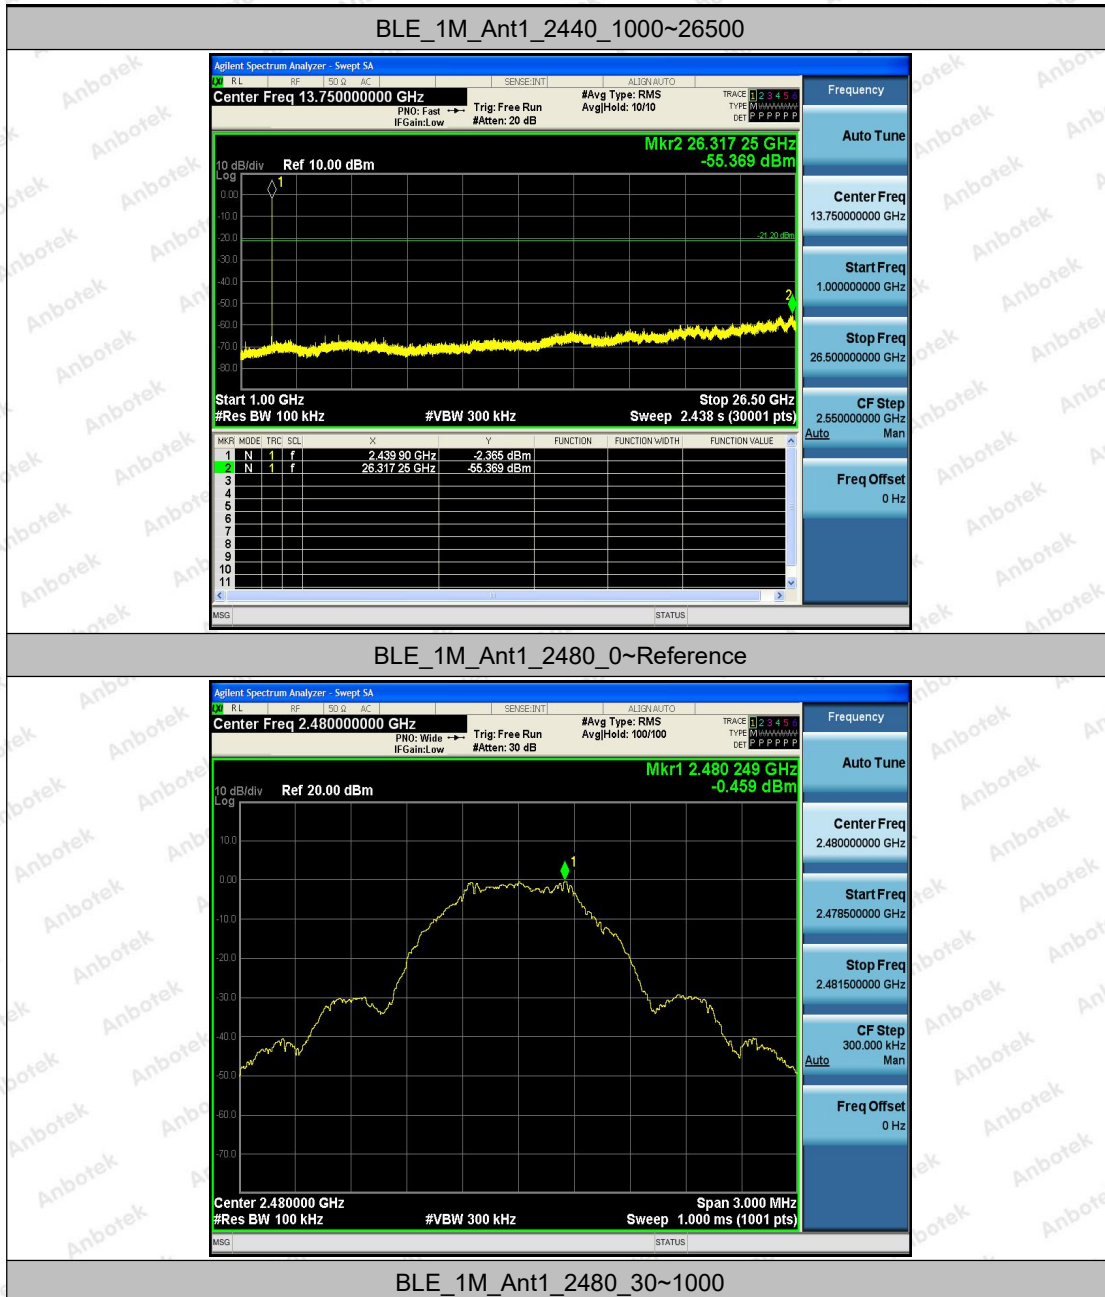 BLE_1M_Ant1_2440_1000~26500
Agilent Spectrum Analyzer - Swept SA
RL RF 50 Ω AC SENSE:INT ALIGNAUTO
Center Freq 13.750000000 GHz
PNO: Fast
IFGain:Low
Trig: Free Run
#Atten: 20 dB
#Avg Type: RMS
Avg|Hold: 10/10
TRACE 1 2 3 4 5 6
TYPE M
DET P P P P P P
Mkr2 26.317 25 GHz
-55.369 dBm
10 dB/div Ref 10.00 dBm
Log
1
0.00
-10.0
-20.0
-21.20 dBm
-30.0
-40.0
-50.0
2
-60.0
-70.0
-80.0
Start 1.00 GHz Stop 26.50 GHz
#Res BW 100 kHz #VBW 300 kHz Sweep 2.438 s (30001 pts)
MKR MODE TRC SCL X Y FUNCTION FUNCTION WIDTH FUNCTION VALUE
1 N 1 f 2.439 90 GHz -2.365 dBm
2 N 1 f 26.317 25 GHz -55.369 dBm
3
4
5
6
7
8
9
10
11
MSG STATUS
Frequency
Auto Tune
Center Freq
13.750000000 GHz
Start Freq
1.000000000 GHz
Stop Freq
26.500000000 GHz
CF Step
2.550000000 GHz
Auto Man
Freq Offset
0 Hz
BLE_1M_Ant1_2480_0~Reference
Agilent Spectrum Analyzer - Swept SA
RL RF 50 Ω AC SENSE:INT ALIGNAUTO
Center Freq 2.480000000 GHz
PNO: Wide
IFGain:Low
Trig: Free Run
#Atten: 30 dB
#Avg Type: RMS
Avg|Hold: 100/100
TRACE 1 2 3 4 5 6
TYPE M
DET P P P P P P
Mkr1 2.480 249 GHz
-0.459 dBm
10 dB/div Ref 20.00 dBm
Log
10.0
1
0.00
-10.0
-20.0
-30.0
-40.0
-50.0
-60.0
-70.0
Center 2.480000 GHz Span 3.000 MHz
#Res BW 100 kHz #VBW 300 kHz Sweep 1.000 ms (1001 pts)
MSG STATUS
Frequency
Auto Tune
Center Freq
2.480000000 GHz
Start Freq
2.478500000 GHz
Stop Freq
2.481500000 GHz
CF Step
300.000 kHz
Auto Man
Freq Offset
0 Hz
BLE_1M_Ant1_2480_30~1000